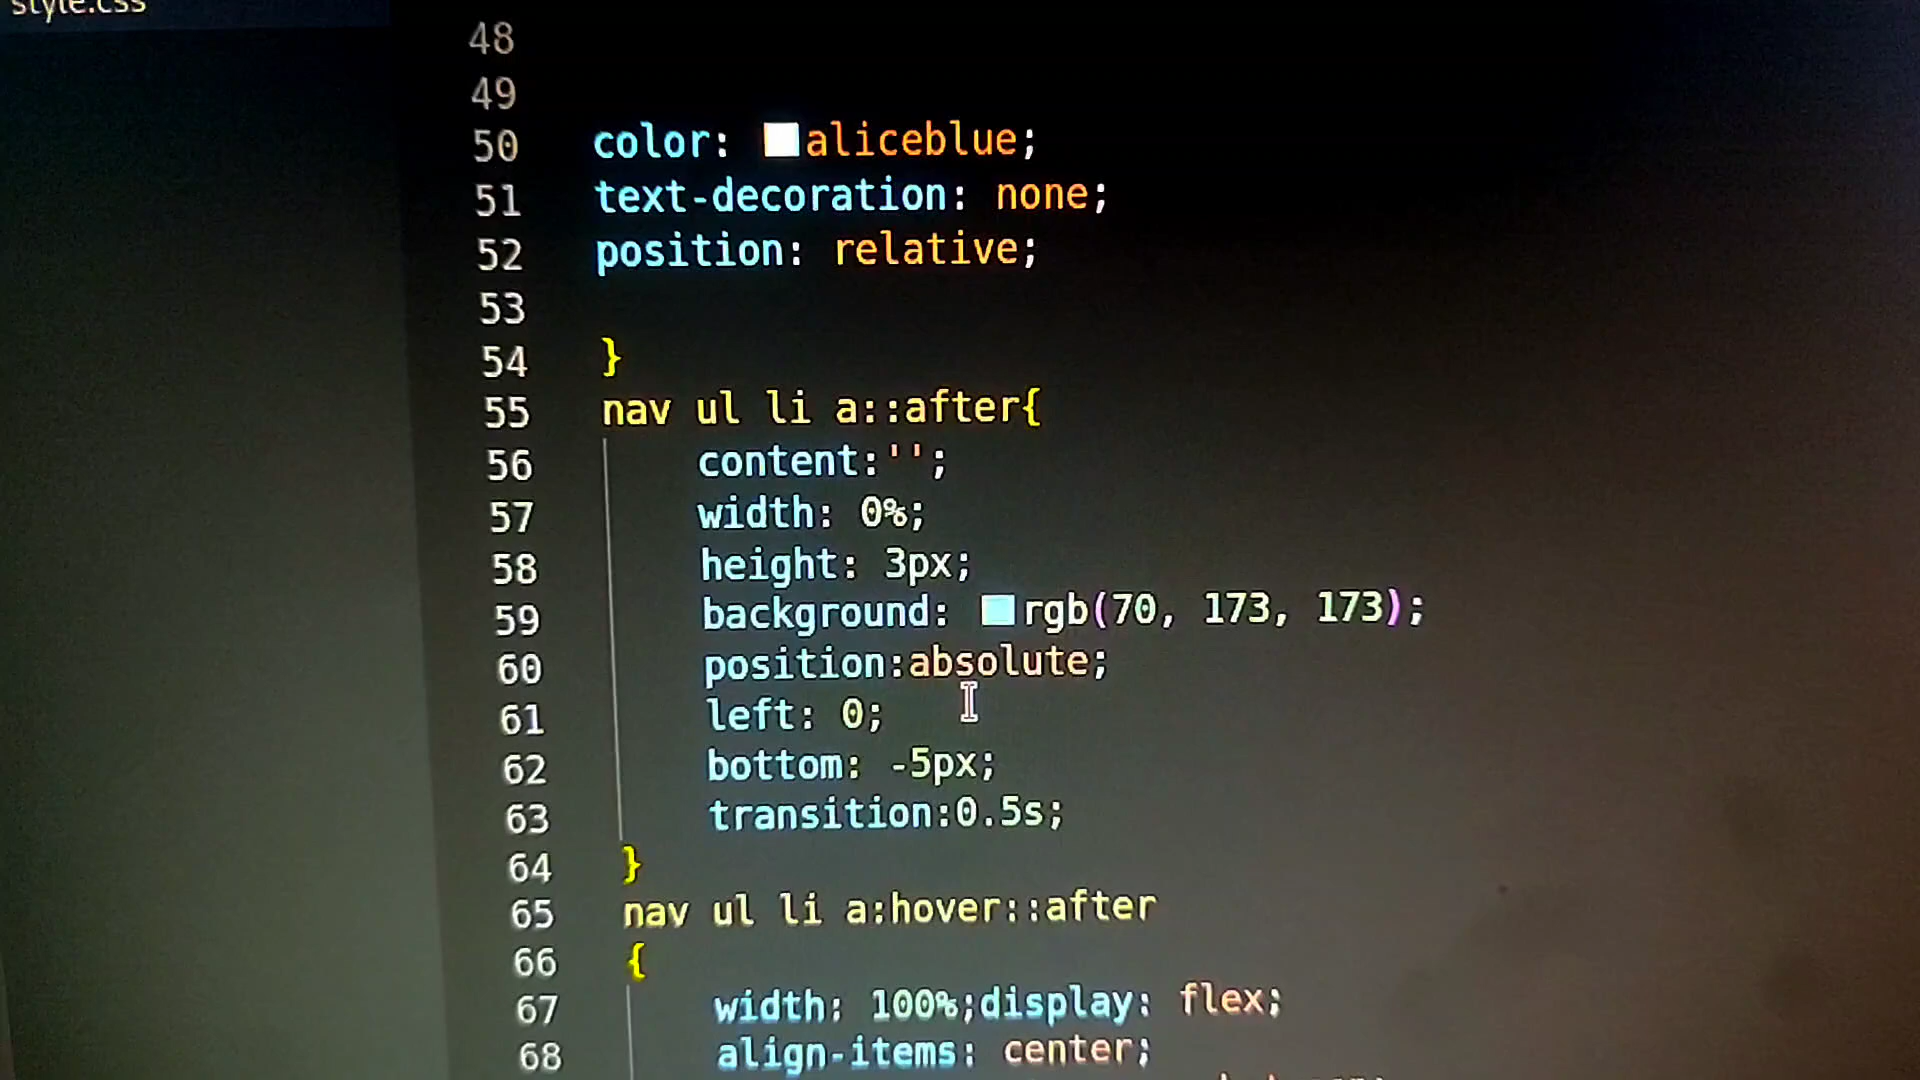 style.css
48
49
50 color: aliceblue;
51 text-decoration: none;
52 position: relative;
53
54 }
55 nav ul li a::after{
56 content:'';
57 width: 0%;
58 height: 3px;
59 background: rgb(70, 173, 173);
60 position:absolute;
61 left: 0;
62 bottom: -5px;
63 transition:0.5s;
64 }
65 nav ul li a:hover::after
66 {
67 width: 100%;display: flex;
68 align-items: center;